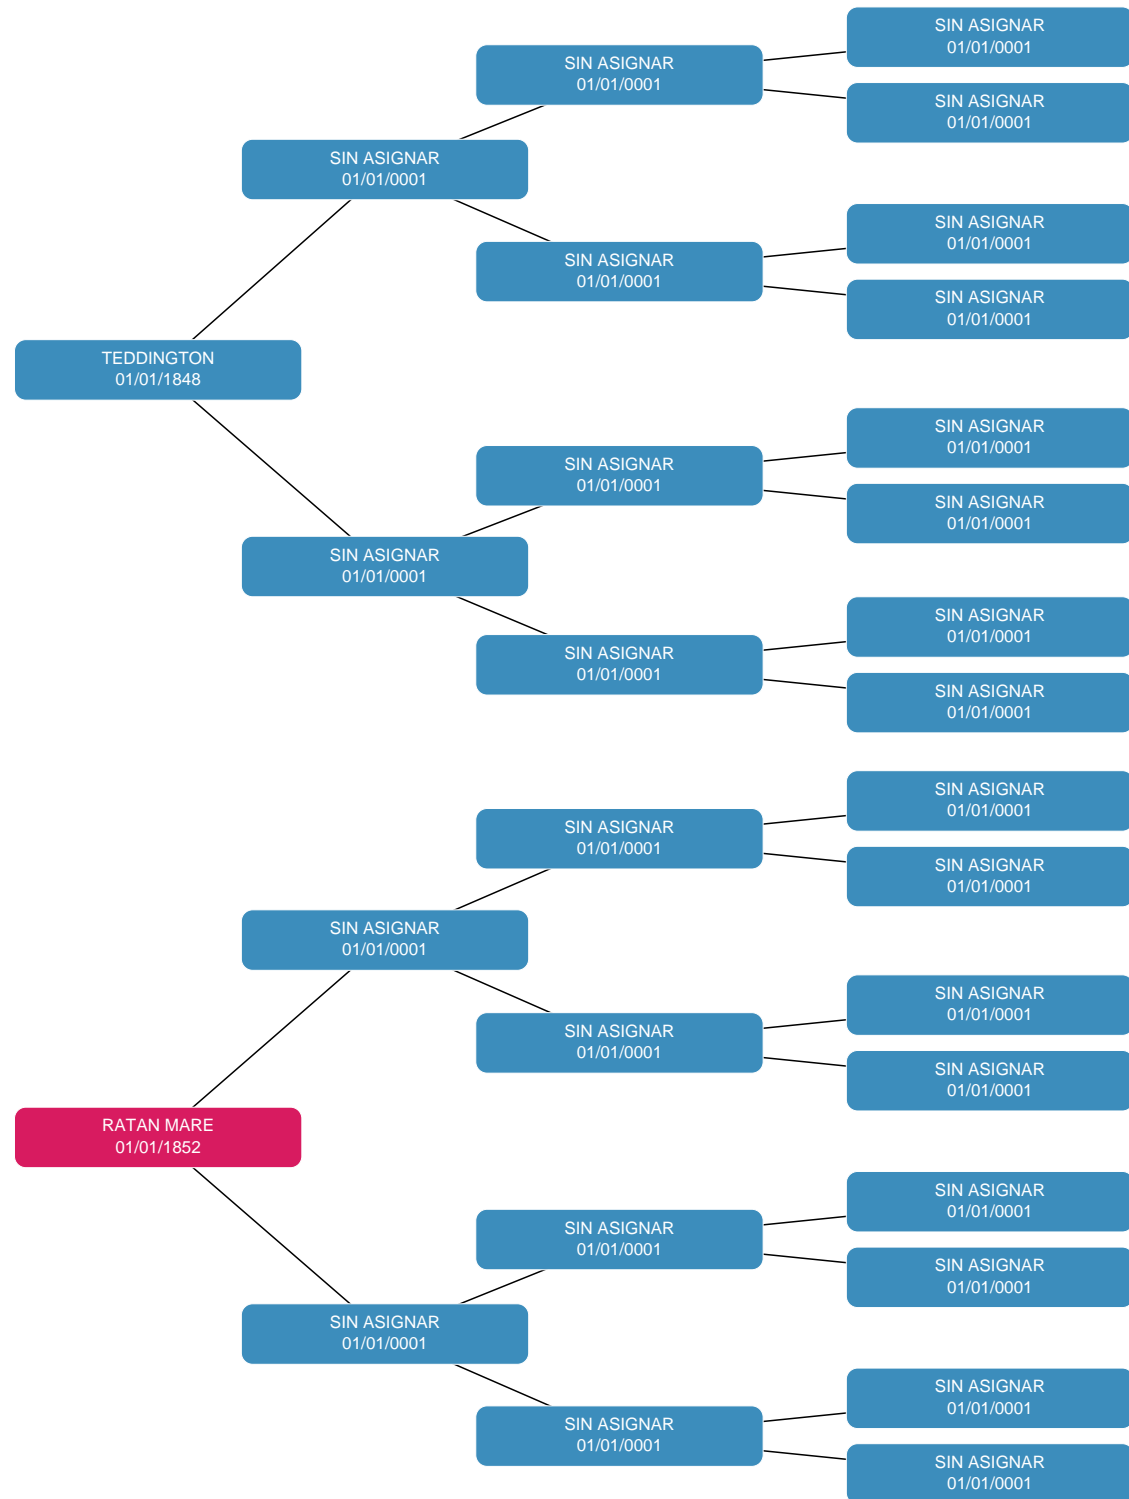 SIN ASIGNAR
01/01/0001
SIN ASIGNAR
01/01/0001
SIN ASIGNAR
01/01/0001
SIN ASIGNAR
01/01/0001
SIN ASIGNAR
01/01/0001
SIN ASIGNAR
01/01/0001
SIN ASIGNAR
01/01/0001
TEDDINGTON
01/01/1848
SIN ASIGNAR
01/01/0001
SIN ASIGNAR
01/01/0001
SIN ASIGNAR
01/01/0001
SIN ASIGNAR
01/01/0001
SIN ASIGNAR
01/01/0001
SIN ASIGNAR
01/01/0001
SIN ASIGNAR
01/01/0001
SIN ASIGNAR
01/01/0001
SIN ASIGNAR
01/01/0001
SIN ASIGNAR
01/01/0001
SIN ASIGNAR
01/01/0001
SIN ASIGNAR
01/01/0001
SIN ASIGNAR
01/01/0001
SIN ASIGNAR
01/01/0001
RATAN MARE
01/01/1852
SIN ASIGNAR
01/01/0001
SIN ASIGNAR
01/01/0001
SIN ASIGNAR
01/01/0001
SIN ASIGNAR
01/01/0001
SIN ASIGNAR
01/01/0001
SIN ASIGNAR
01/01/0001
SIN ASIGNAR
01/01/0001